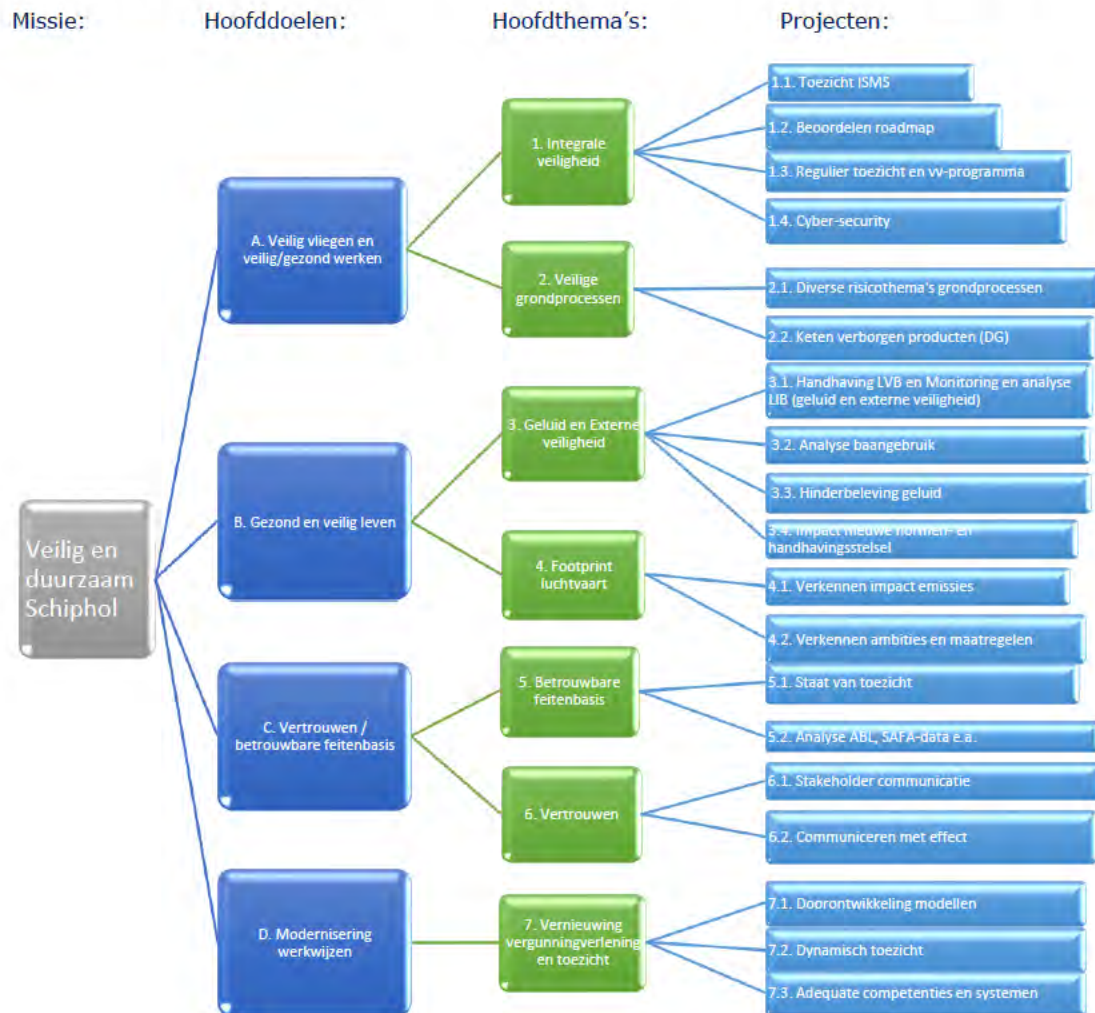 Missie:
Hoofddoelen:
Hoofdthema's:
Projecten:
Veilig en
duurzaam
Schiphol
A. Veilig vliegen en
veilig/gezond werken
B. Gezond en veilig leven
C. Vertrouwen /
betrouwbare feitenbasis
D. Modernisering
werkwijzen
1. Integrale
veiligheid
2. Veilige
grondprocessen
3. Geluid en Externe
veiligheid
4. Footprint
luchtvaart
5. Betrouwbare
feitenbasis
6. Vertrouwen
7. Vernieuwing
vergunningverlening
en toezicht
1.1. Toezicht ISMS
1.2. Beoordelen roadmap
1.3. Regulier toezicht en vv-programma
1.4. Cyber-security
2.1. Diverse risicothema's grondprocessen
2.2. Keten verborgen producten (DG)
3.1. Handhaving LVB en Monitoring en analyse
LIB (geluid en externe veiligheid)
3.2. Analyse baangebruik
3.3. Hinderbeleving geluid
3.4. Impact nieuwe normen- en
handhavingsstelsel
4.1. Verkennen impact emissies
4.2. Verkennen ambities en maatregelen
5.1. Staat van toezicht
5.2. Analyse ABL, SAFA-data e.a.
6.1. Stakeholder communicatie
6.2. Communiceren met effect
7.1. Doorontwikkeling modellen
7.2. Dynamisch toezicht
7.3. Adequate competenties en systemen